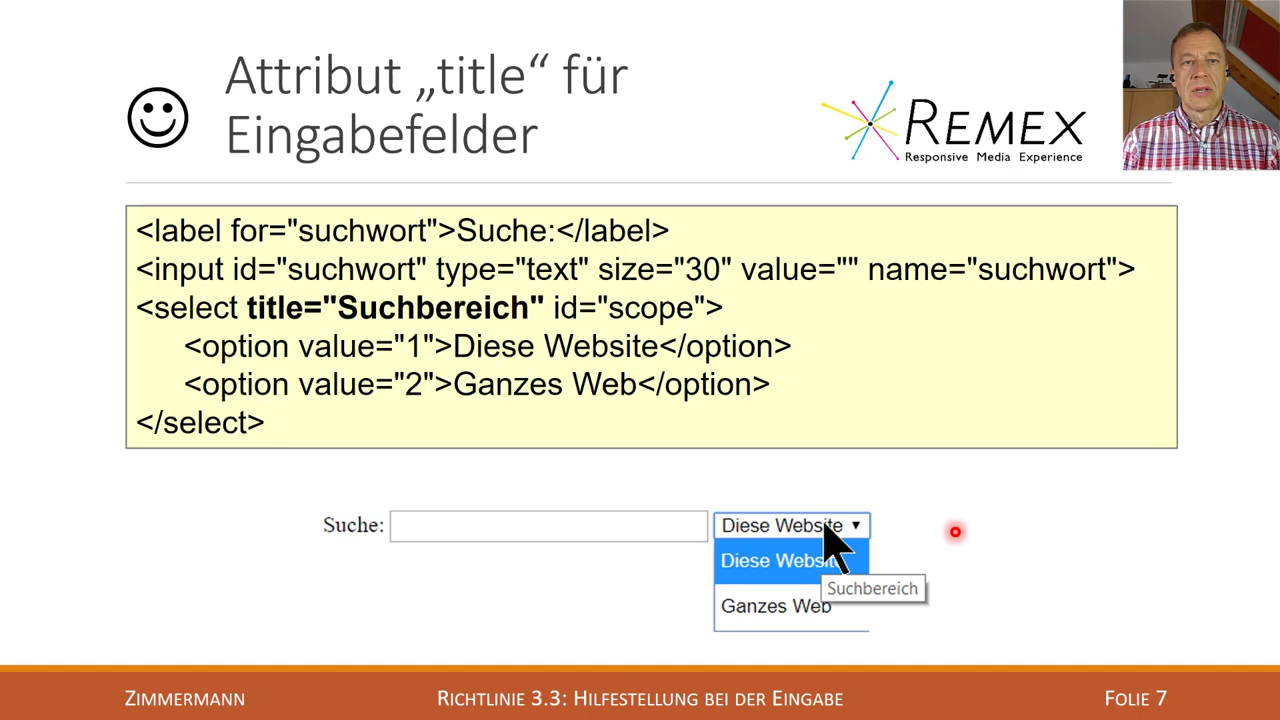 Attribut „title“ für
Eingabefelder
REMEX
Responsive Media Experience
<label for="suchwort">Suche:</label>
<input id="suchwort" type="text" size="30" value="" name="suchwort">
<select title="Suchbereich" id="scope">
<option value="1">Diese Website</option>
<option value="2">Ganzes Web</option>
</select>
Suche:
Diese Website
Diese Website
Suchbereich
Ganzes Web
ZIMMERMANN
RICHTLINIE 3.3: HILFESTELLUNG BEI DER EINGABE
FOLIE 7